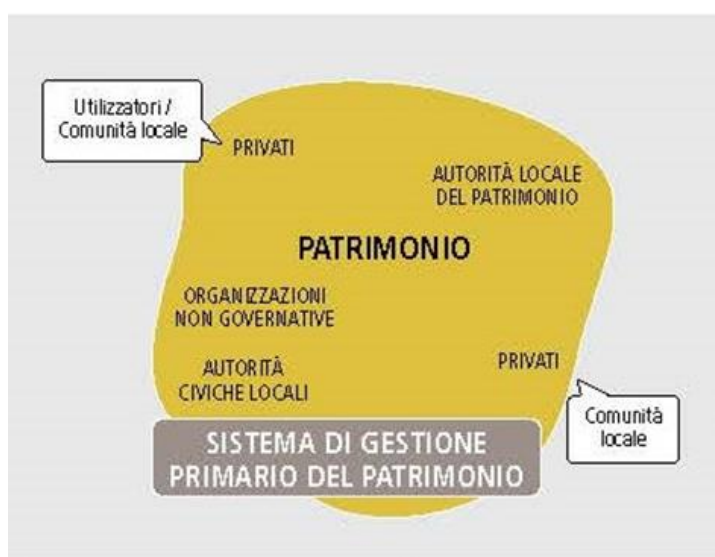 Utilizzatori /
Comunità locale
PRIVATI
AUTORITÀ LOCALE
DEL PATRIMONIO
PATRIMONIO
ORGANIZZAZIONI
NON GOVERNATIVE
AUTORITÀ
CIVICHE LOCALI
PRIVATI
Comunità
locale
SISTEMA DI GESTIONE
PRIMARIO DEL PATRIMONIO